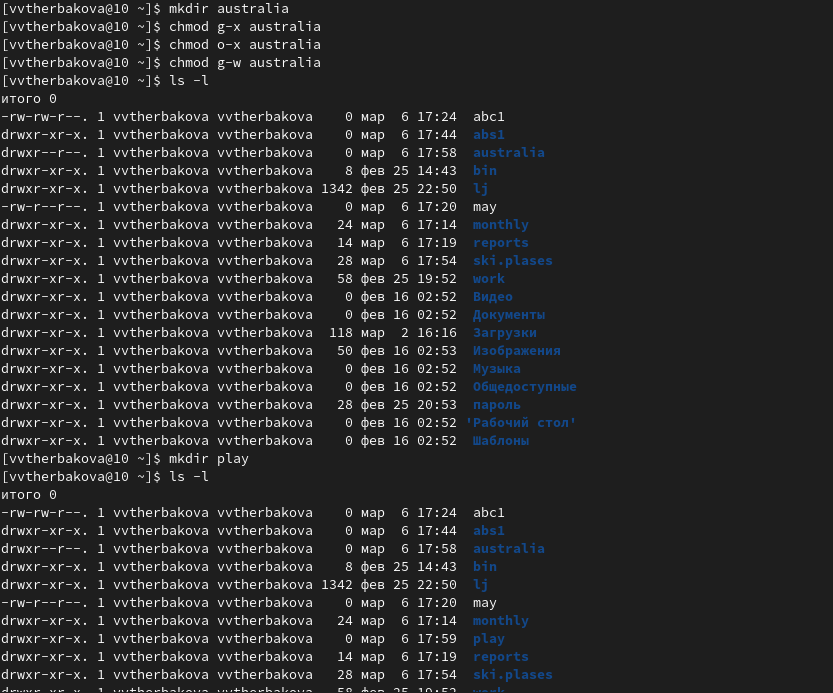 [vvtherbakova@10 ~]$ mkdir australia
[vvtherbakova@10 ~]$ chmod g-x australia
[vvtherbakova@10 ~]$ chmod o-x australia
[vvtherbakova@10 ~]$ chmod g-w australia
[vvtherbakova@10 ~]$ ls -l
итого 0
-rw-rw-r--. 1 vvtherbakova vvtherbakova    0 мар  6 17:24  abc1
drwxr-xr-x. 1 vvtherbakova vvtherbakova    0 мар  6 17:44  abs1
drwxr--r--. 1 vvtherbakova vvtherbakova    0 мар  6 17:58  australia
drwxr-xr-x. 1 vvtherbakova vvtherbakova    8 фев 25 14:43  bin
drwxr-xr-x. 1 vvtherbakova vvtherbakova 1342 фев 25 22:50  lj
-rw-r--r--. 1 vvtherbakova vvtherbakova    0 мар  6 17:20  may
drwxr-xr-x. 1 vvtherbakova vvtherbakova   24 мар  6 17:14  monthly
drwxr-xr-x. 1 vvtherbakova vvtherbakova   14 мар  6 17:19  reports
drwxr-xr-x. 1 vvtherbakova vvtherbakova   28 мар  6 17:54  ski.plases
drwxr-xr-x. 1 vvtherbakova vvtherbakova   58 фев 25 19:52  work
drwxr-xr-x. 1 vvtherbakova vvtherbakova    0 фев 16 02:52  Видео
drwxr-xr-x. 1 vvtherbakova vvtherbakova    0 фев 16 02:52  Документы
drwxr-xr-x. 1 vvtherbakova vvtherbakova  118 мар  2 16:16  Загрузки
drwxr-xr-x. 1 vvtherbakova vvtherbakova   50 фев 16 02:53  Изображения
drwxr-xr-x. 1 vvtherbakova vvtherbakova    0 фев 16 02:52  Музыка
drwxr-xr-x. 1 vvtherbakova vvtherbakova    0 фев 16 02:52  Общедоступные
drwxr-xr-x. 1 vvtherbakova vvtherbakova   28 фев 25 20:53  пароль
drwxr-xr-x. 1 vvtherbakova vvtherbakova    0 фев 16 02:52 'Рабочий стол'
drwxr-xr-x. 1 vvtherbakova vvtherbakova    0 фев 16 02:52  Шаблоны
[vvtherbakova@10 ~]$ mkdir play
[vvtherbakova@10 ~]$ ls -l
итого 0
-rw-rw-r--. 1 vvtherbakova vvtherbakova    0 мар  6 17:24  abc1
drwxr-xr-x. 1 vvtherbakova vvtherbakova    0 мар  6 17:44  abs1
drwxr--r--. 1 vvtherbakova vvtherbakova    0 мар  6 17:58  australia
drwxr-xr-x. 1 vvtherbakova vvtherbakova    8 фев 25 14:43  bin
drwxr-xr-x. 1 vvtherbakova vvtherbakova 1342 фев 25 22:50  lj
-rw-r--r--. 1 vvtherbakova vvtherbakova    0 мар  6 17:20  may
drwxr-xr-x. 1 vvtherbakova vvtherbakova   24 мар  6 17:14  monthly
drwxr-xr-x. 1 vvtherbakova vvtherbakova    0 мар  6 17:59  play
drwxr-xr-x. 1 vvtherbakova vvtherbakova   14 мар  6 17:19  reports
drwxr-xr-x. 1 vvtherbakova vvtherbakova   28 мар  6 17:54  ski.plases